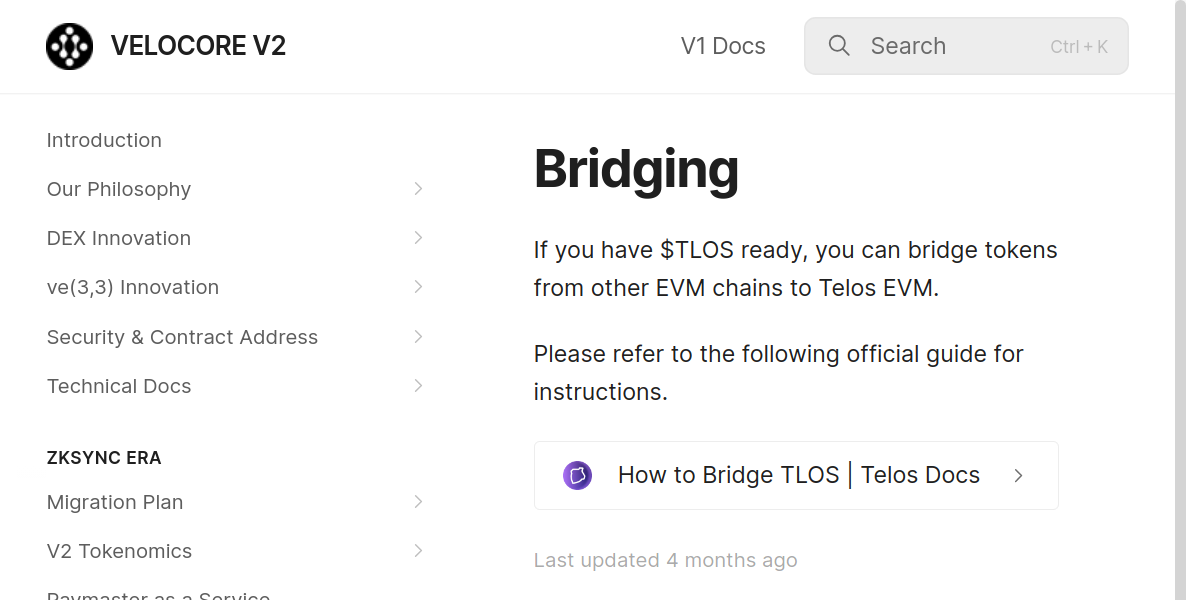 VELOCORE V2
V1 Docs
Search
Ctrl + K
Introduction
Our Philosophy
DEX Innovation
ve(3,3) Innovation
Security & Contract Address
Technical Docs
ZKSYNC ERA
Migration Plan
V2 Tokenomics
Paymaster as a Service
Bridging
If you have $TLOS ready, you can bridge tokens
from other EVM chains to Telos EVM.
Please refer to the following official guide for
instructions.
How to Bridge TLOS | Telos Docs
Last updated 4 months ago